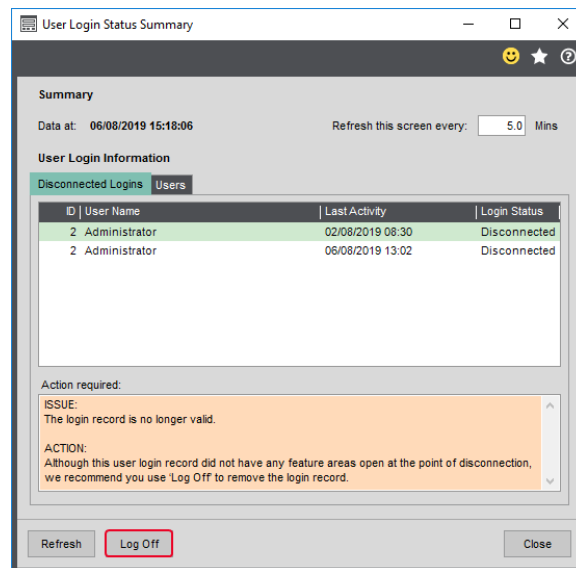 User Login Status Summary
Summary
Data at: 06/08/2019 15:18:06 Refresh this screen every: 5.0 Mins
User Login Information
Disconnected Logins Users
ID User Name Last Activity Login Status
2 Administrator 02/08/2019 08:30 Disconnected
2 Administrator 06/08/2019 13:02 Disconnected
Action required:
ISSUE:
The login record is no longer valid.
ACTION:
Although this user login record did not have any feature areas open at the point of disconnection,
we recommend you use 'Log Off' to remove the login record.
Refresh Log Off Close